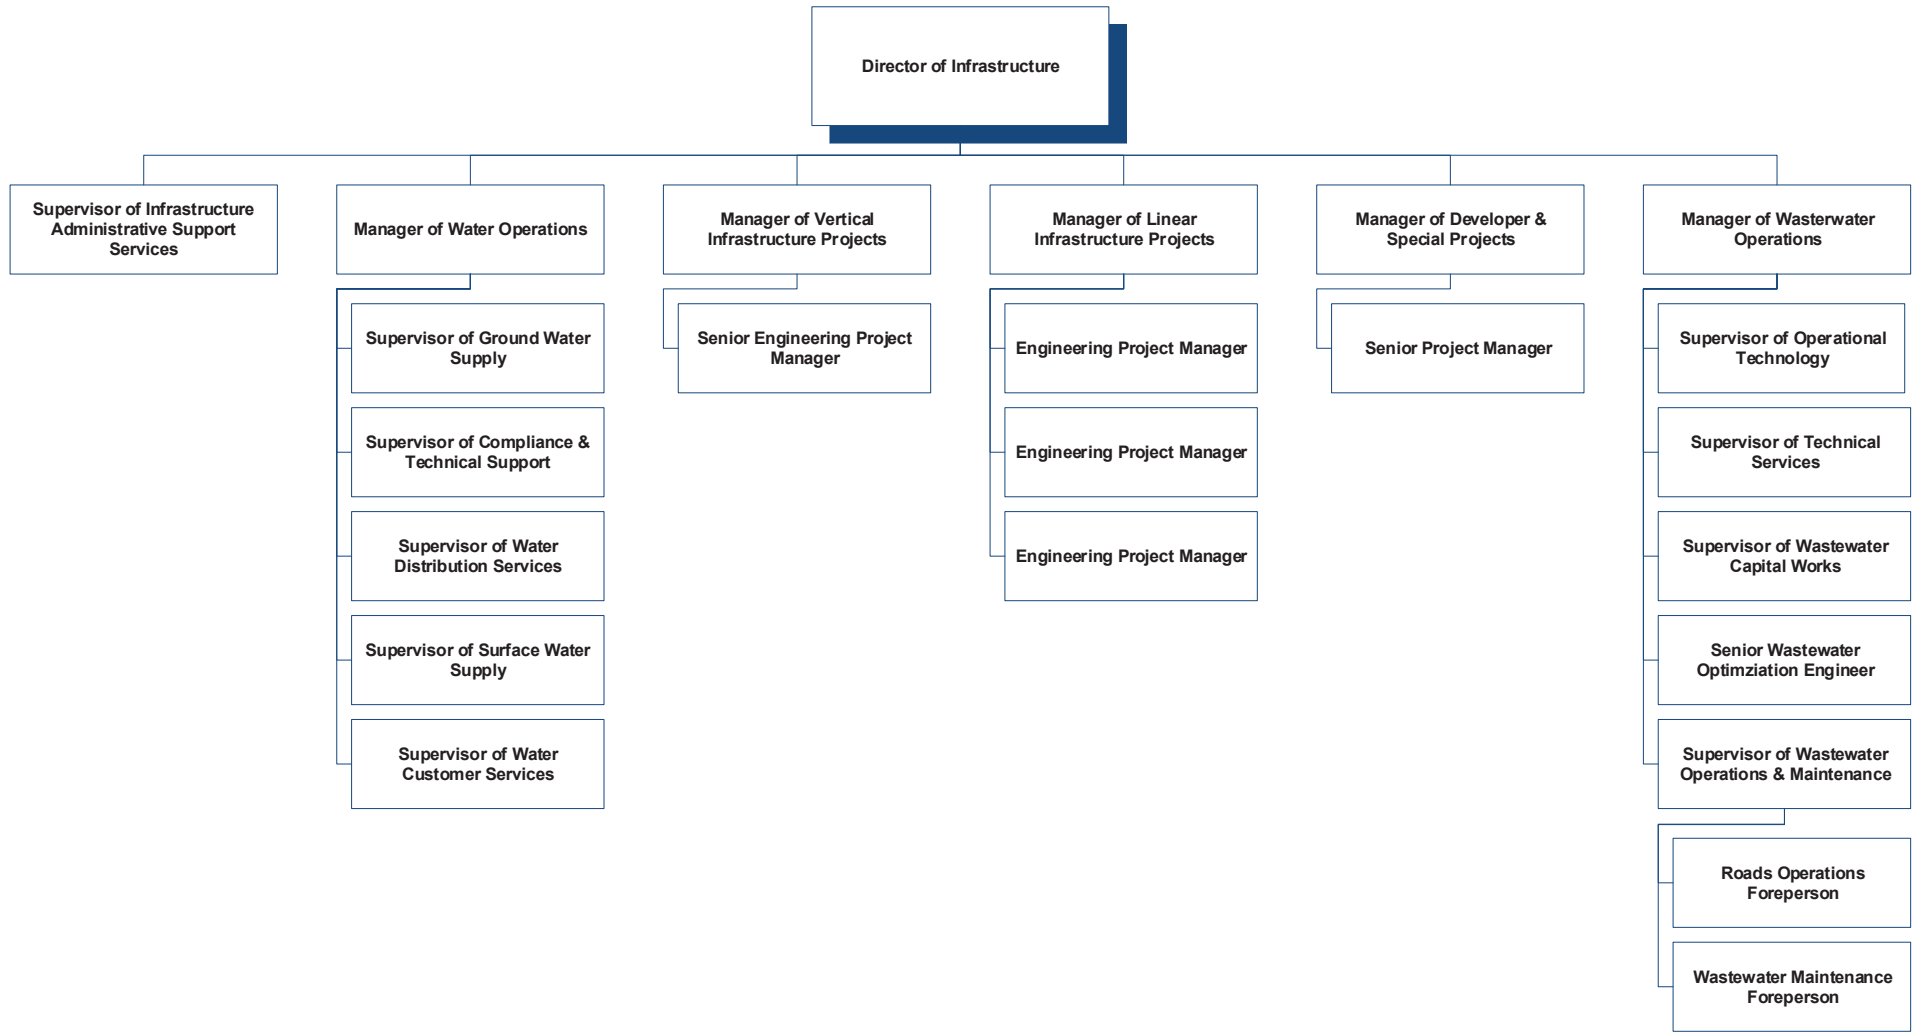 Director of Infrastructure
Supervisor of Infrastructure
Administrative Support
Services
Manager of Water Operations
Manager of Vertical
Infrastructure Projects
Manager of Linear
Infrastructure Projects
Manager of Developer &
Special Projects
Manager of Wasterwater
Operations
Supervisor of Ground Water
Supply
Supervisor of Compliance &
Technical Support
Supervisor of Water
Distribution Services
Supervisor of Surface Water
Supply
Supervisor of Water
Customer Services
Senior Engineering Project
Manager
Engineering Project Manager
Engineering Project Manager
Engineering Project Manager
Senior Project Manager
Supervisor of Operational
Technology
Supervisor of Technical
Services
Supervisor of Wastewater
Capital Works
Senior Wastewater
Optimziation Engineer
Supervisor of Wastewater
Operations & Maintenance
Roads Operations
Foreperson
Wastewater Maintenance
Foreperson